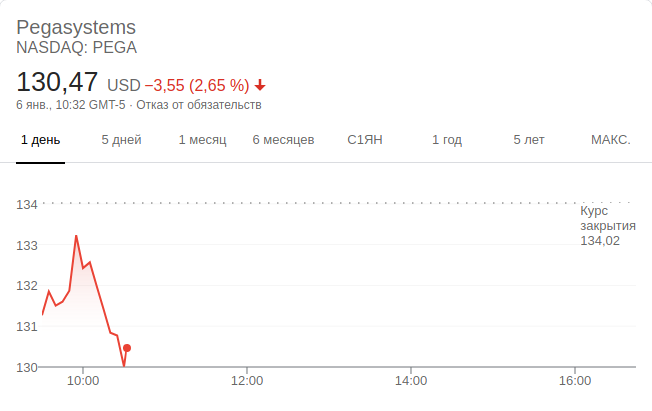 Pegasystems
NASDAQ: PEGA
130,47 USD −3,55 (2,65 %)
6 янв., 10:32 GMT-5 · Отказ от обязательств
1 день 5 дней 1 месяц 6 месяцев С1ЯН 1 год 5 лет МАКС.
134
Курс
закрытия
134,02
133
132
131
130
10:00 12:00 14:00 16:00